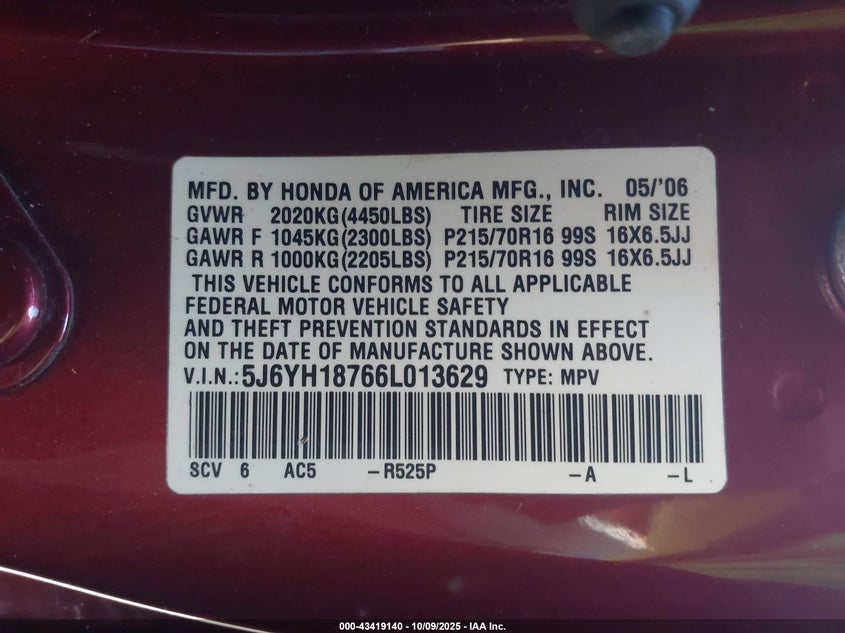 MFD. BY HONDA OF AMERICA MFG., INC. 05/'06
GVWR 2020KG(4450LBS) TIRE SIZE RIM SIZE
GAWR F 1045KG(2300LBS) P215/70R16 99S 16X6.5JJ
GAWR R 1000KG(2205LBS) P215/70R16 99S 16X6.5JJ
THIS VEHICLE CONFORMS TO ALL APPLICABLE
FEDERAL MOTOR VEHICLE SAFETY
AND THEFT PREVENTION STANDARDS IN EFFECT
ON THE DATE OF MANUFACTURE SHOWN ABOVE.
V.I.N.: 5J6YH18766L013629 TYPE: MPV
SCV 6 AC5 -R525P -A -L
000-43419140 - 10/09/2025 - IAA Inc.